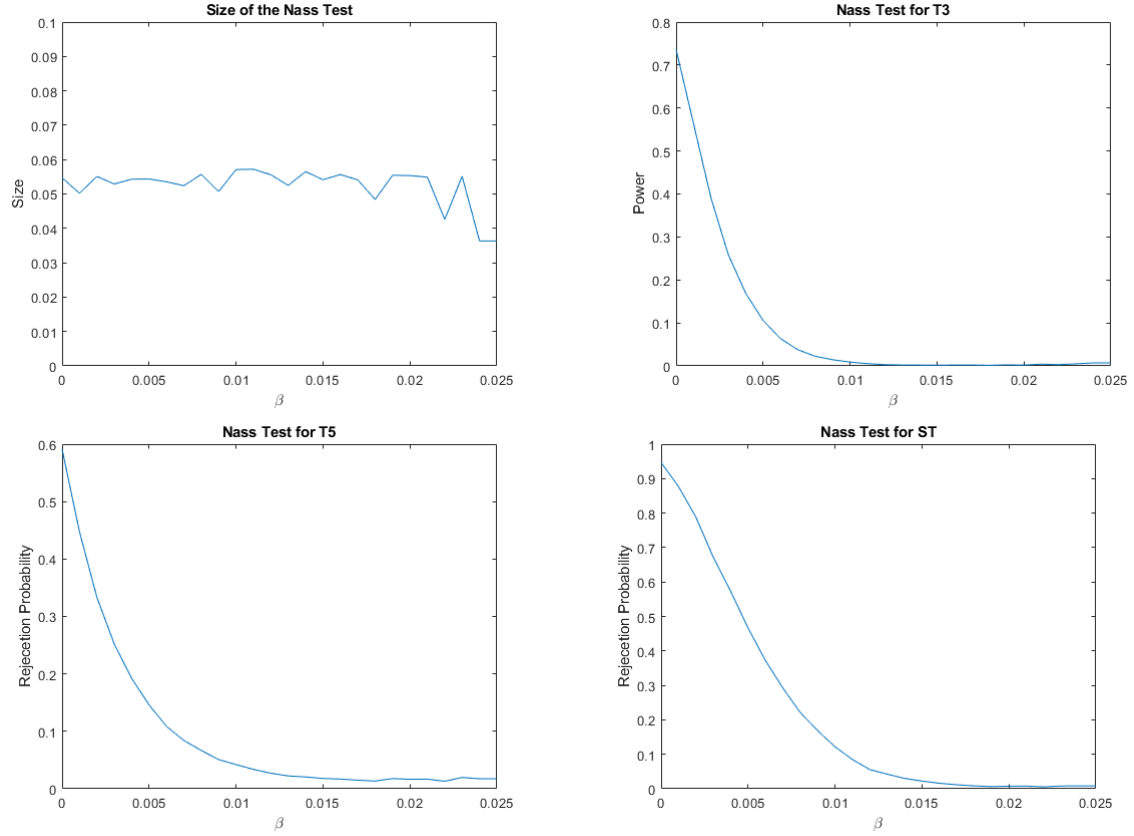 Size of the Nass Test
0.1
0.09
0.08
0.07
0.06
0.05
0.04
0.03
0.02
0.01
0
Size
0 0.005 0.01 0.015 0.02 0.025
β
Nass Test for T3
0.8
0.7
0.6
0.5
0.4
0.3
0.2
0.1
0
Power
0 0.005 0.01 0.015 0.02 0.025
β
Nass Test for T5
0.6
0.5
0.4
0.3
0.2
0.1
0
Rejecetion Probability
0 0.005 0.01 0.015 0.02 0.025
β
Nass Test for ST
1
0.9
0.8
0.7
0.6
0.5
0.4
0.3
0.2
0.1
0
Rejecetion Probability
0 0.005 0.01 0.015 0.02 0.025
β